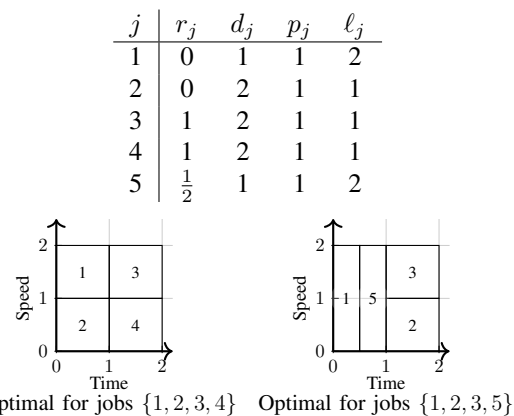 j r_j d_j p_j ℓ_j
1 0 1 1 2
2 0 2 1 1
3 1 2 1 1
4 1 2 1 1
5 1/2 1 1 2
2
1
0
Speed
1 3
2 4
0 1 2
Time
ptimal for jobs {1, 2, 3, 4}
2
1
0
Speed
3
1 5
2
0 1 2
Time
Optimal for jobs {1, 2, 3, 5}